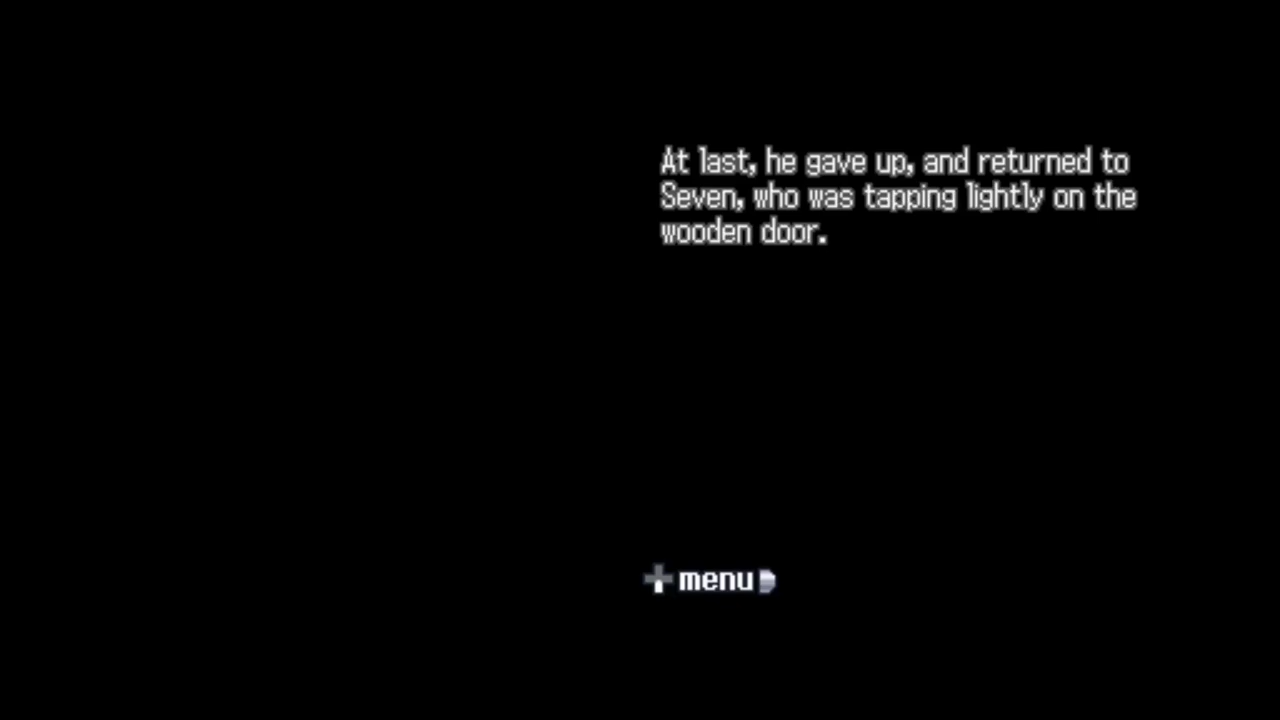 At last, he gave up, and returned to
Seven, who was tapping lightly on the
wooden door.
menu